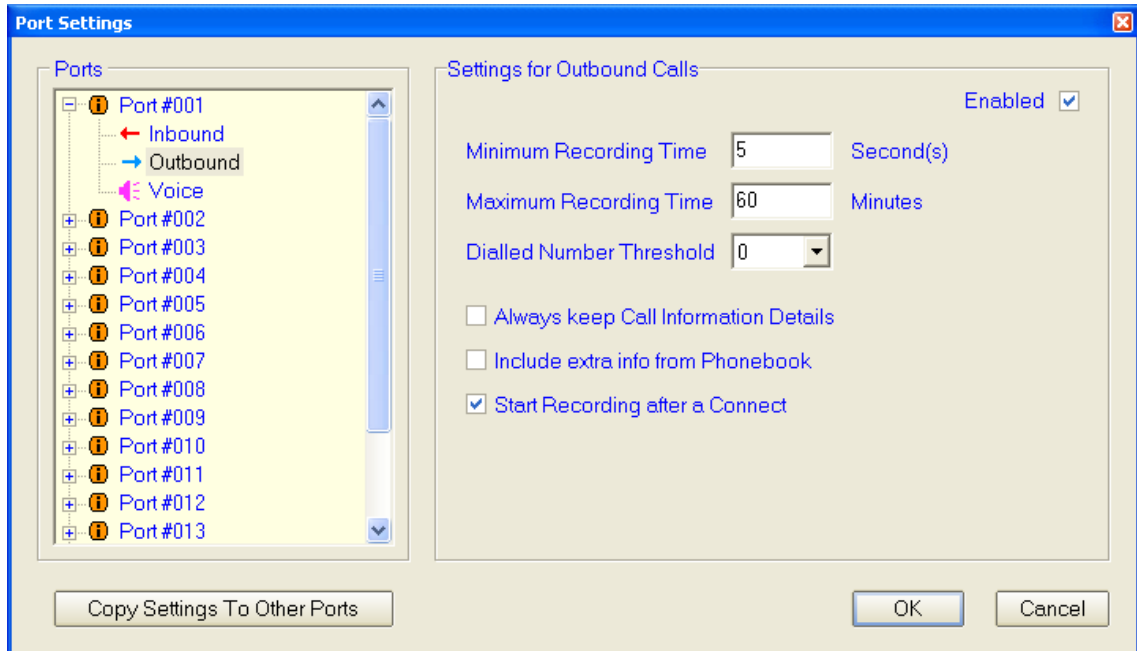 Port Settings
Ports
Port #001
Inbound
Outbound
Voice
Port #002
Port #003
Port #004
Port #005
Port #006
Port #007
Port #008
Port #009
Port #010
Port #011
Port #012
Port #013
Copy Settings To Other Ports
Settings for Outbound Calls
Enabled
Minimum Recording Time 5 Second(s)
Maximum Recording Time 60 Minutes
Dialled Number Threshold 0
Always keep Call Information Details
Include extra info from Phonebook
Start Recording after a Connect
OK Cancel